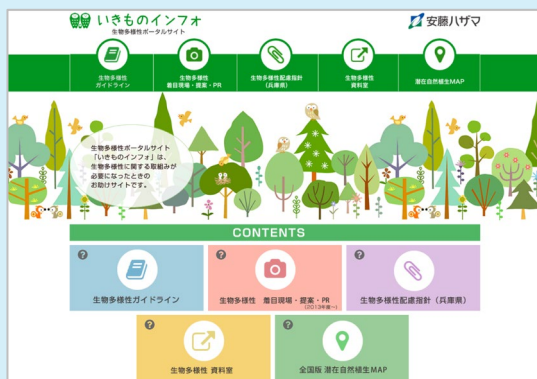 いきものインフォ
生物多様性ポータルサイト
安藤ハザマ
生物多様性
ガイドライン
生物多様性
着目現場・提案・PR
生物多様性配慮指針
(兵庫県)
生物多様性
資料室
潜在自然植生MAP
生物多様性ポータルサイト
「いきものインフォ」は、
生物多様性に関する取組みが
必要になったときの
お助けサイトです。
CONTENTS
?
生物多様性ガイドライン
?
生物多様性 着目現場・提案・PR
(2019年度～)
?
生物多様性配慮指針(兵庫県)
?
生物多様性 資料室
?
全国版 潜在自然植生MAP